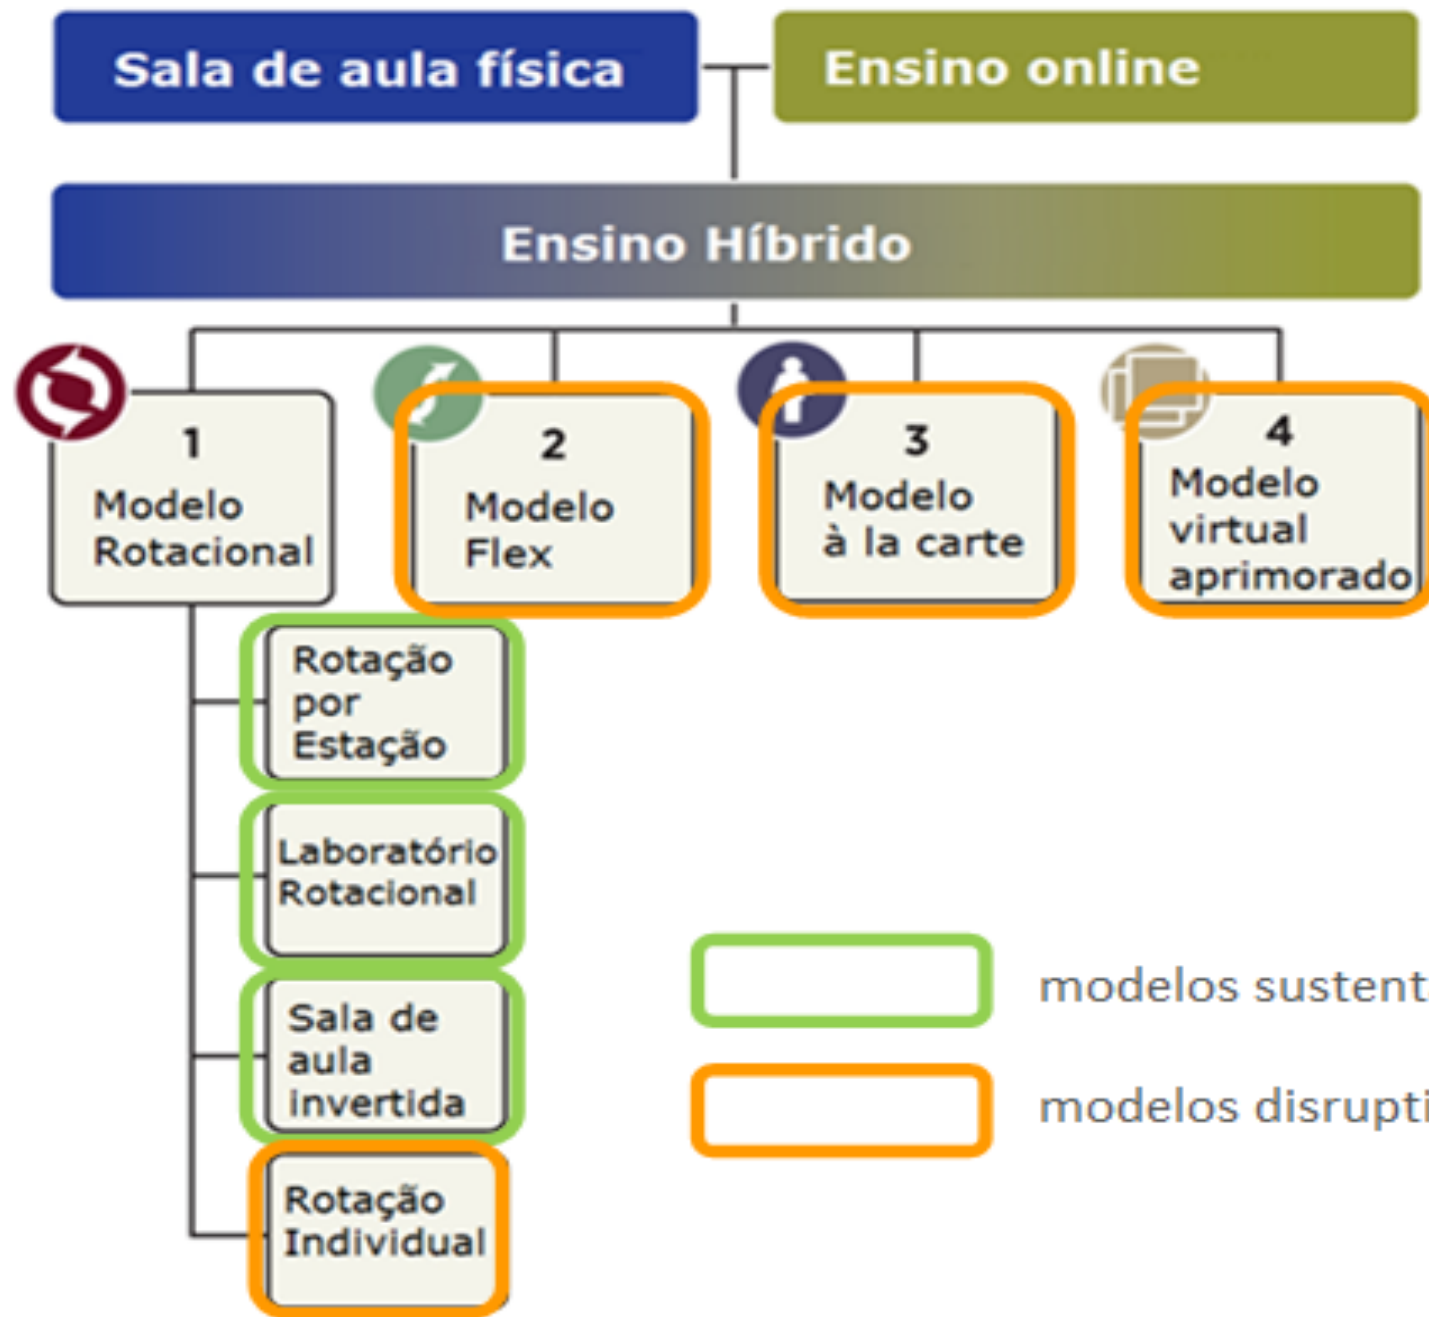 Sala de aula física
Ensino online
Ensino Híbrido
1
Modelo
Rotacional
2
Modelo
Flex
3
Modelo
à la carte
4
Modelo
virtual
aprimorado
Rotação
por
Estação
Laboratório
Rotacional
Sala de
aula
invertida
Rotação
Individual
modelos sustent
modelos disrupti